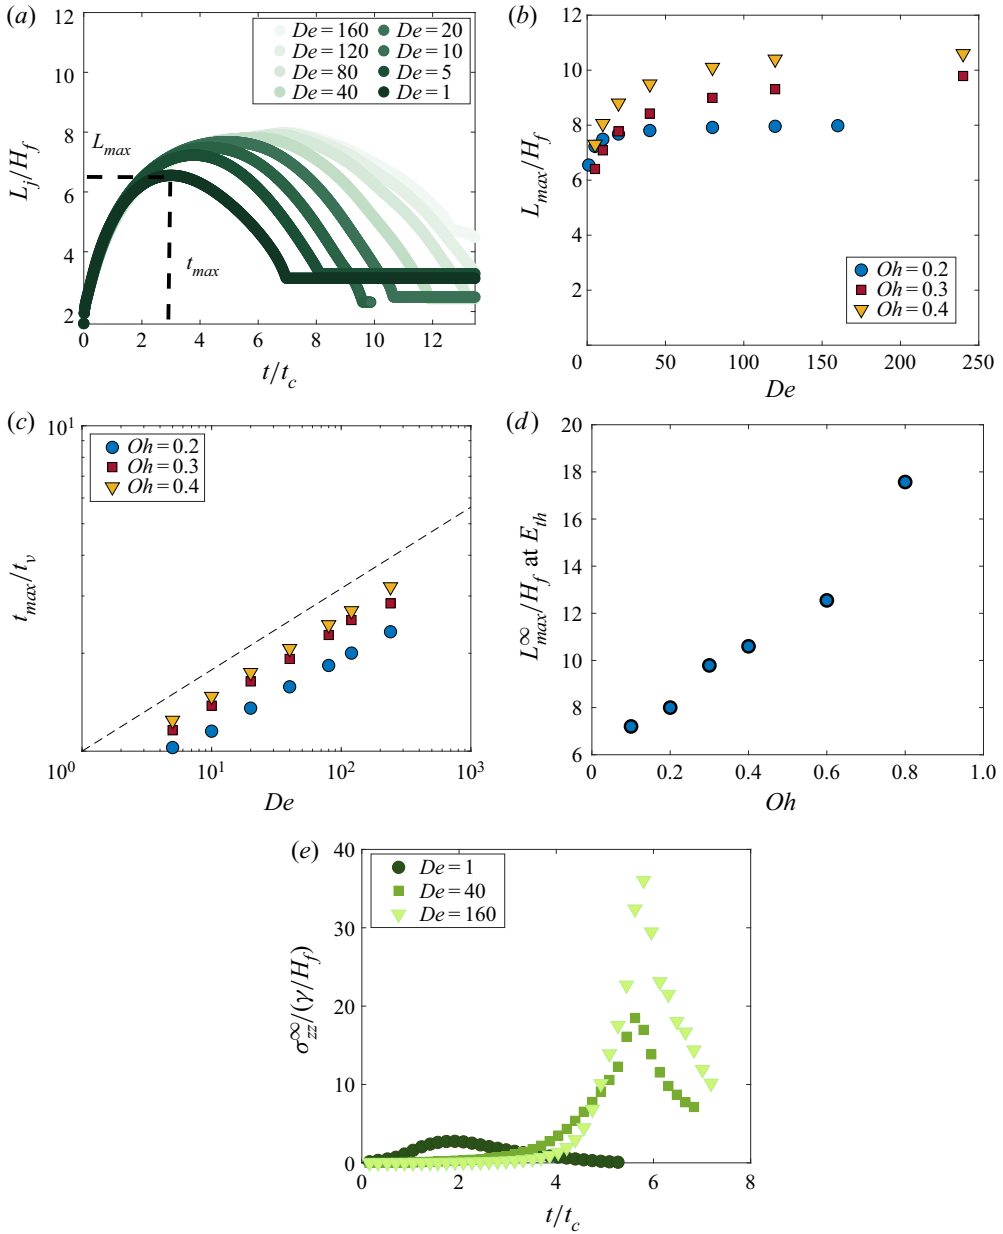 (a)
12
10
8
6
4
2
0
2
4
6
8
10
12
L_j/H_f
t/t_c
De = 160
De = 120
De = 80
De = 40
De = 20
De = 10
De = 5
De = 1
L_max
t_max
(b)
12
10
8
6
4
2
0
50
100
150
200
250
L_max/H_f
De
Oh = 0.2
Oh = 0.3
Oh = 0.4
(c)
10^1
10^0
10^1
10^2
10^3
t_max/t_ν
De
Oh = 0.2
Oh = 0.3
Oh = 0.4
(d)
20
18
16
14
12
10
8
6
0
0.2
0.4
0.6
0.8
1.0
L^∞_max/H_f at E_th
Oh
(e)
40
30
20
10
0
2
4
6
8
σ^∞_zz/(γ/H_f)
t/t_c
De = 1
De = 40
De = 160